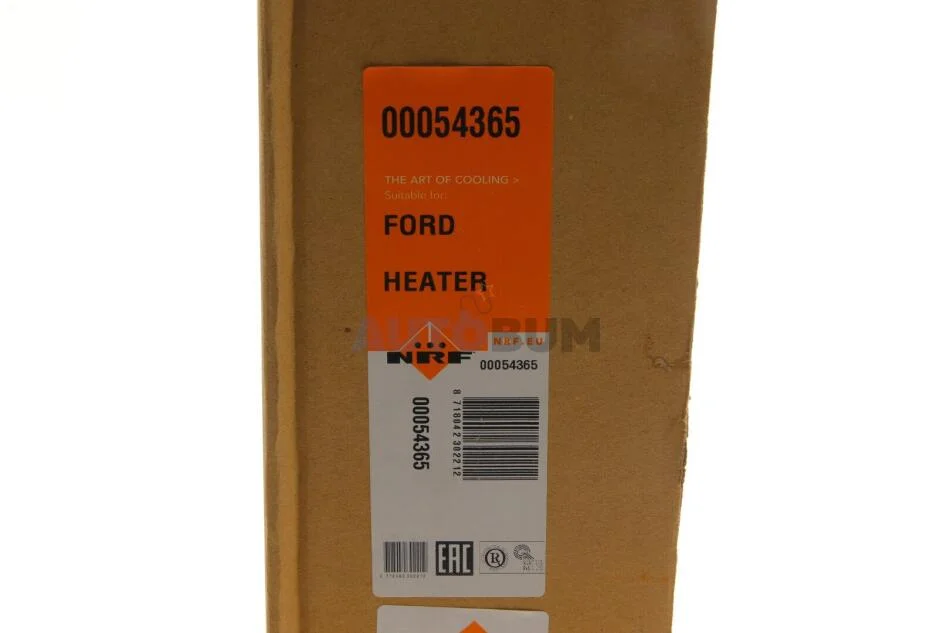 00054365
THE ART OF COOLING >
Suitable for:
FORD
HEATER
AUTOBUM
NRF.EU
NRF
00054365
00054365
8 718042 302212
EAC
R